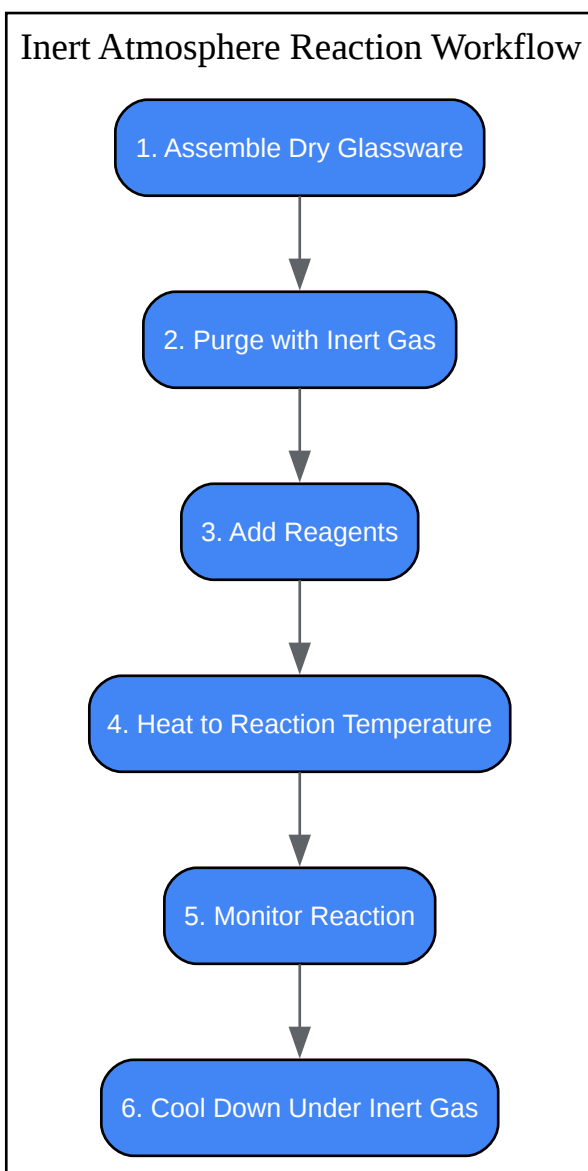 Inert Atmosphere Reaction Workflow
1. Assemble Dry Glassware
2. Purge with Inert Gas
3. Add Reagents
4. Heat to Reaction Temperature
5. Monitor Reaction
6. Cool Down Under Inert Gas